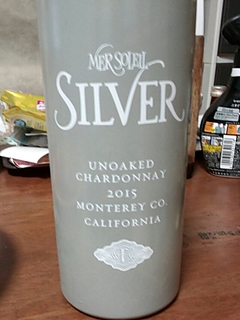 MER SOLEIL
SILVER
UNOAKED
CHARDONNAY
2015
MONTEREY CO.
CALIFORNIA